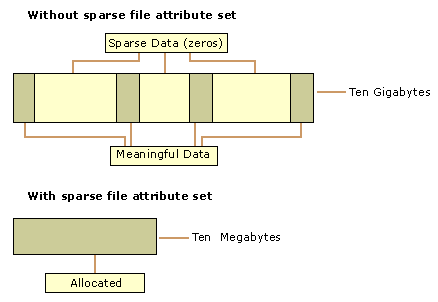 Without sparse file attribute set
Sparse Data (zeros)
Ten Gigabytes
Meaningful Data
With sparse file attribute set
Ten Megabytes
Allocated